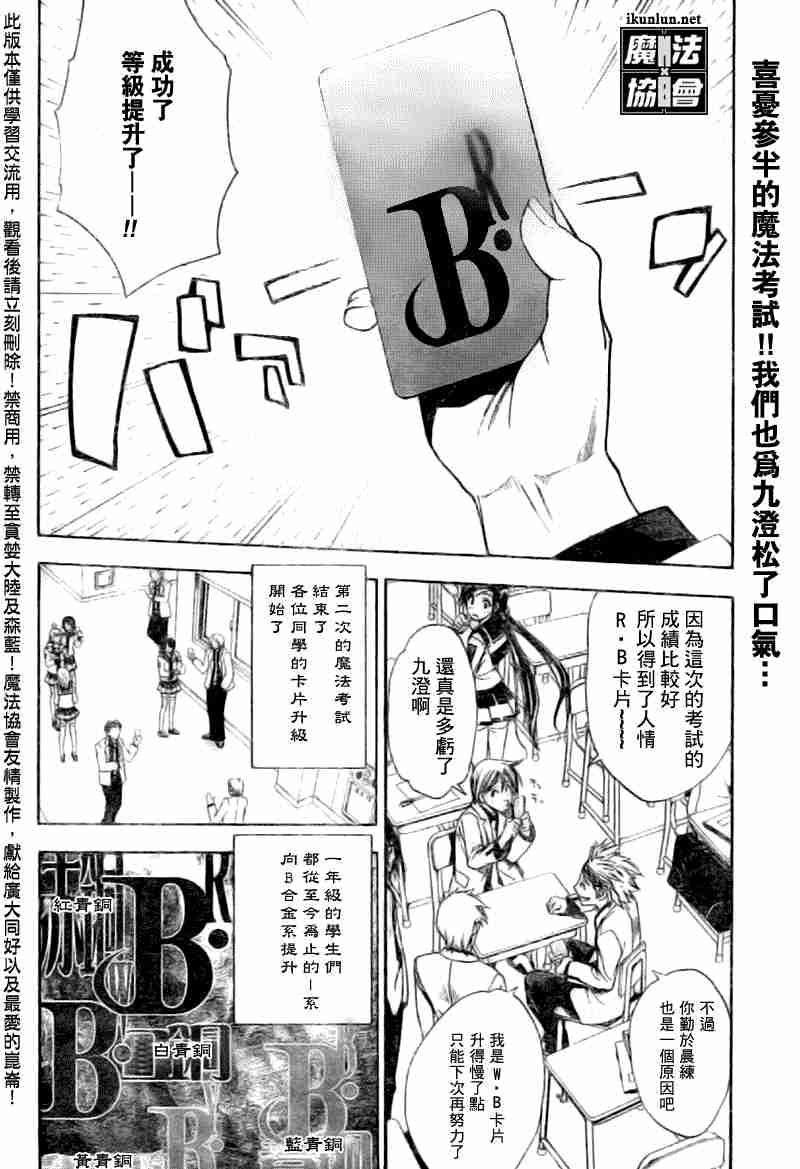 ikunlun.net
魔法
協會
喜憂參半的魔法考試!!我們也爲九澄松了口氣…
成功了
等級提升了——!!
B
R
因為這次的考試的
成績比較好
所以得到了人情
R·B卡片~~~~
還真是多虧了
九澄啊
第二次的魔法考試
結束了
各位同學的卡片升級
開始了
不過
你勤於晨練
也是一個原因吧
我是W·B卡片
升得慢了點
只能下次再努力了
一年級的學生們
都從至今為止的I系
向B合金系提升
紅青銅
B
R
白青銅
B
W
藍青銅
B
黃青銅
此版本僅供學習交流用，觀看後請立刻刪除！禁商用，禁轉至貪婪大陸及森藍！魔法協會友情製作，獻給廣大同好以及最愛的崑崙！